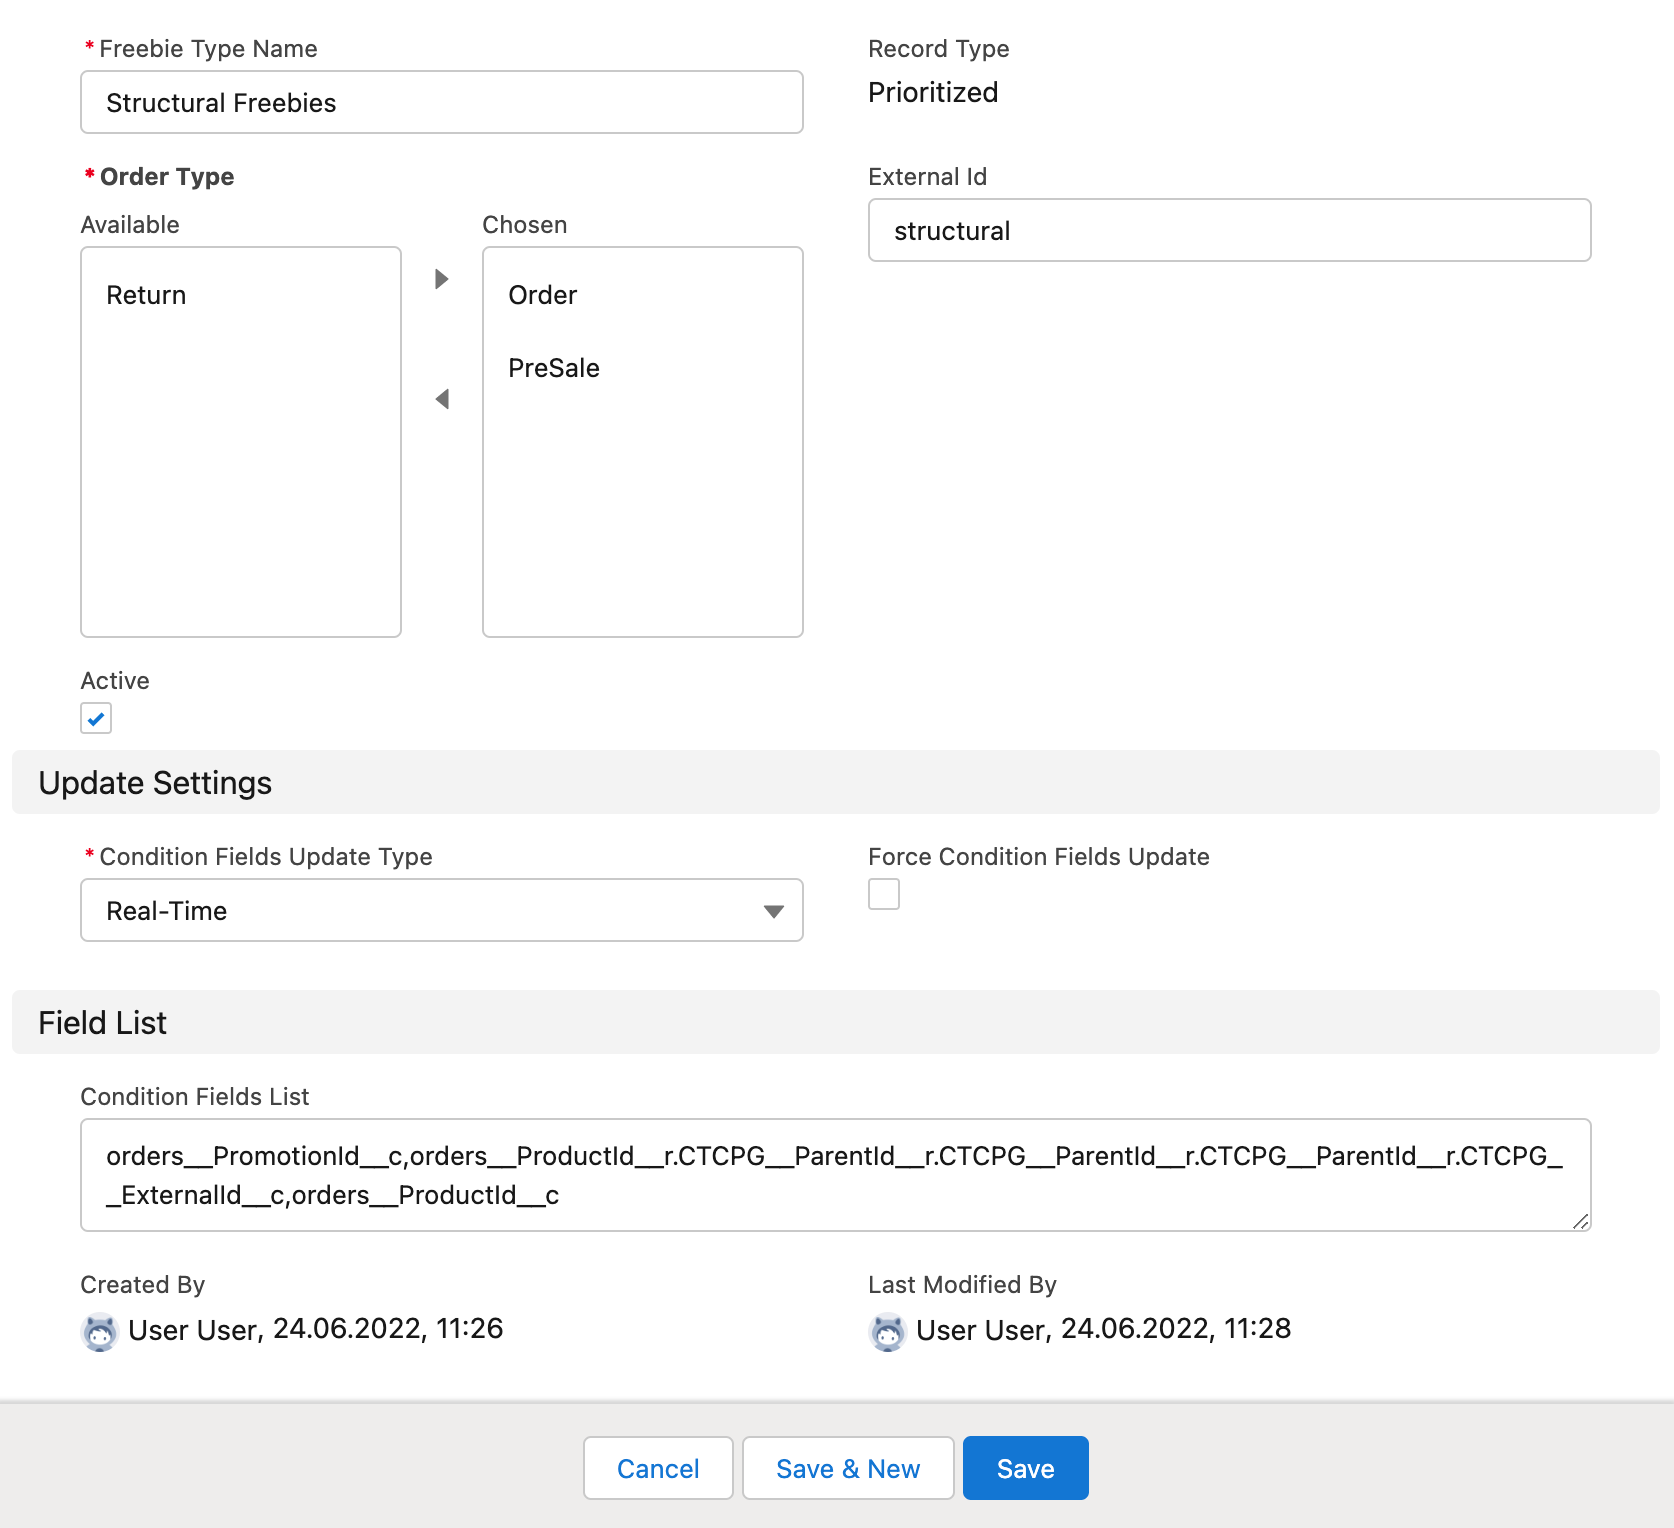 * Freebie Type Name
Structural Freebies
Record Type
Prioritized
* Order Type
Available
Return
Chosen
Order
PreSale
External Id
structural
Active
Update Settings
* Condition Fields Update Type
Real-Time
Force Condition Fields Update
Field List
Condition Fields List
orders__PromotionId__c,orders__ProductId__r.CTCPG__ParentId__r.CTCPG__ParentId__r.CTCPG__ParentId__r.CTCPG_
_ExternalId__c,orders__ProductId__c
Created By
User User, 24.06.2022, 11:26
Last Modified By
User User, 24.06.2022, 11:28
Cancel
Save & New
Save